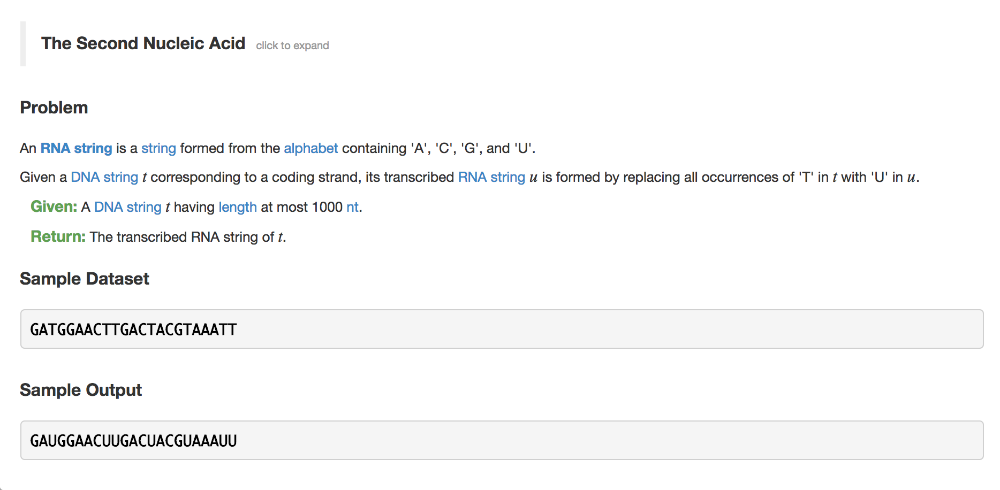 The Second Nucleic Acid click to expand
Problem
An RNA string is a string formed from the alphabet containing 'A', 'C', 'G', and 'U'.
Given a DNA string t corresponding to a coding strand, its transcribed RNA string u is formed by replacing all occurrences of 'T' in t with 'U' in u.
Given: A DNA string t having length at most 1000 nt.
Return: The transcribed RNA string of t.
Sample Dataset
GATGGAACTTGACTACGTAAATT
Sample Output
GAUGGAACUUGACUACGUAAAUU